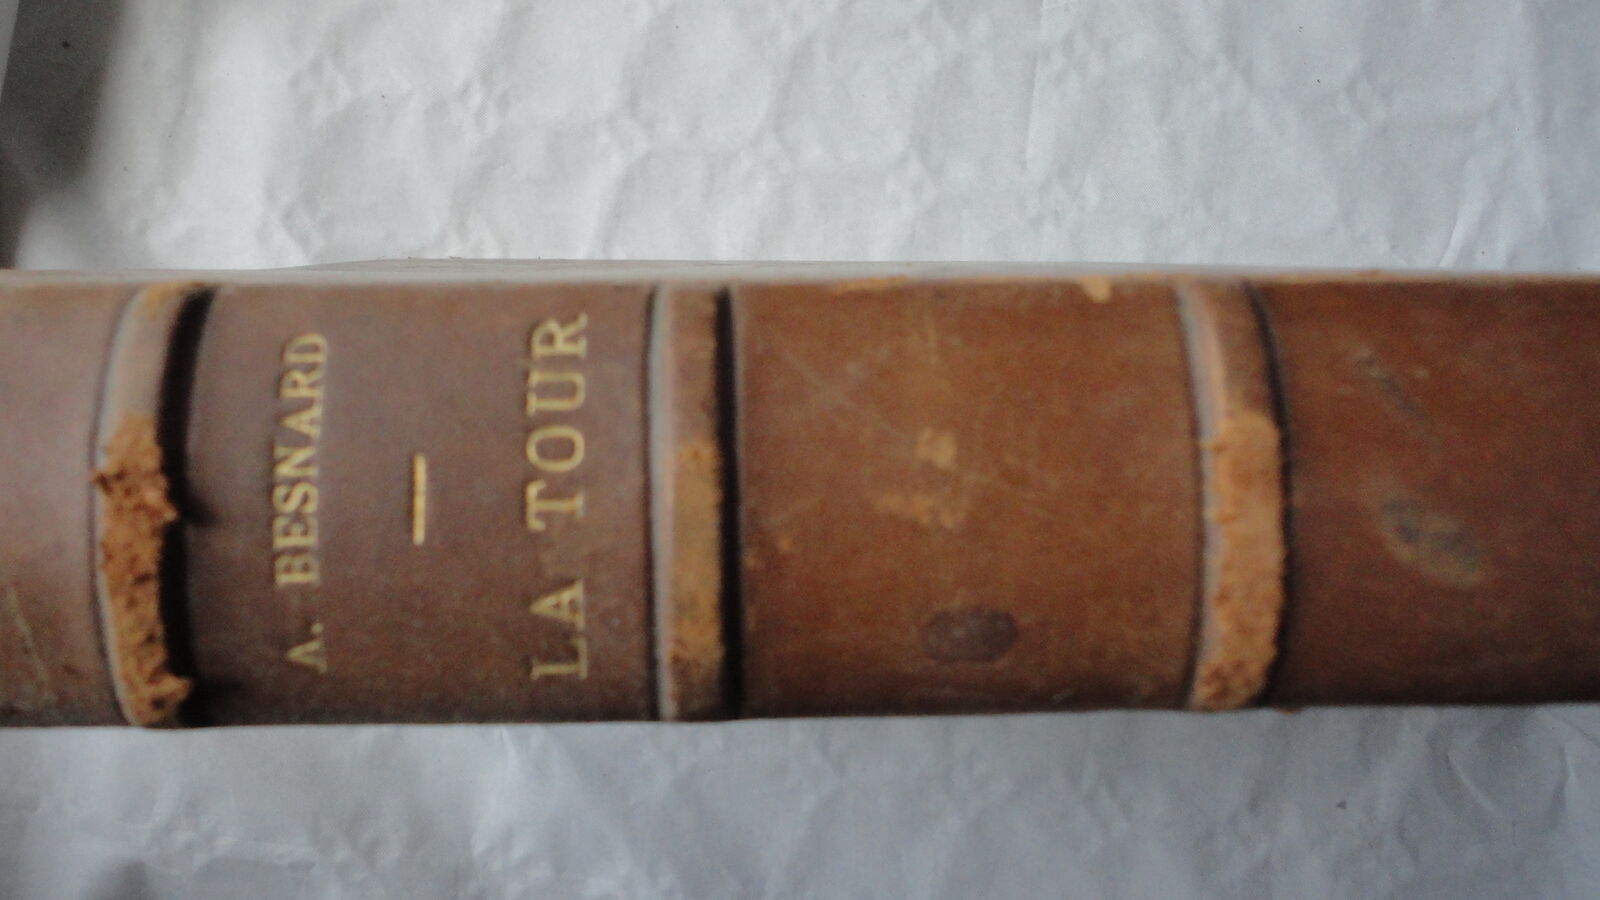 A. BESNARD
—
LA TOUR